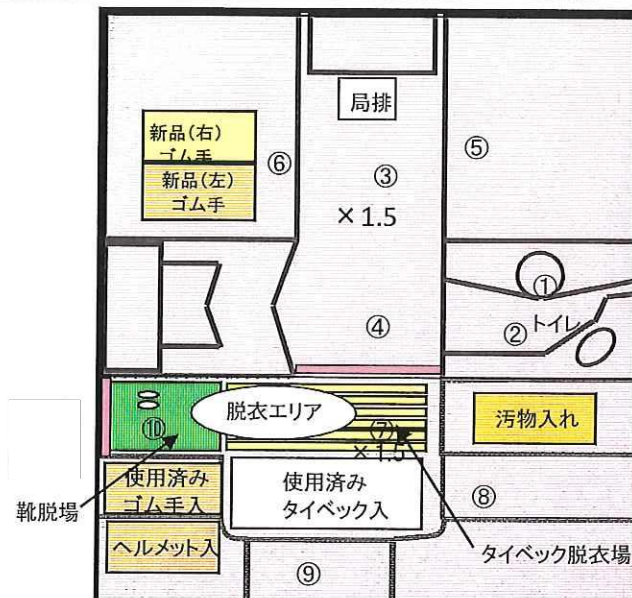 局排
新品(右)
ゴム手
新品(左)
ゴム手
⑥
③
⑤
×1.5
①
④
②
トイレ
脱衣エリア
⑩
⑦
×1.5
汚物入れ
使用済み
ゴム手入
使用済み
タイベック入
⑧
靴脱場
ヘルメット入
タイベック脱衣場
⑨